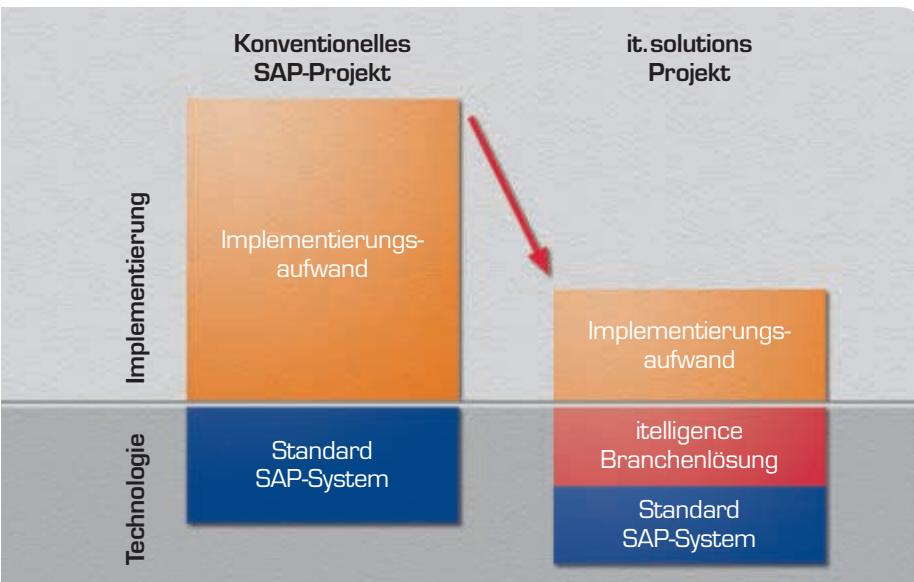 Konventionelles
SAP-Projekt
it.solutions
Projekt
Implementierung
Implementierungs-
aufwand
Implementierungs-
aufwand
Technologie
Standard
SAP-System
itelligence
Branchenlösung
Standard
SAP-System